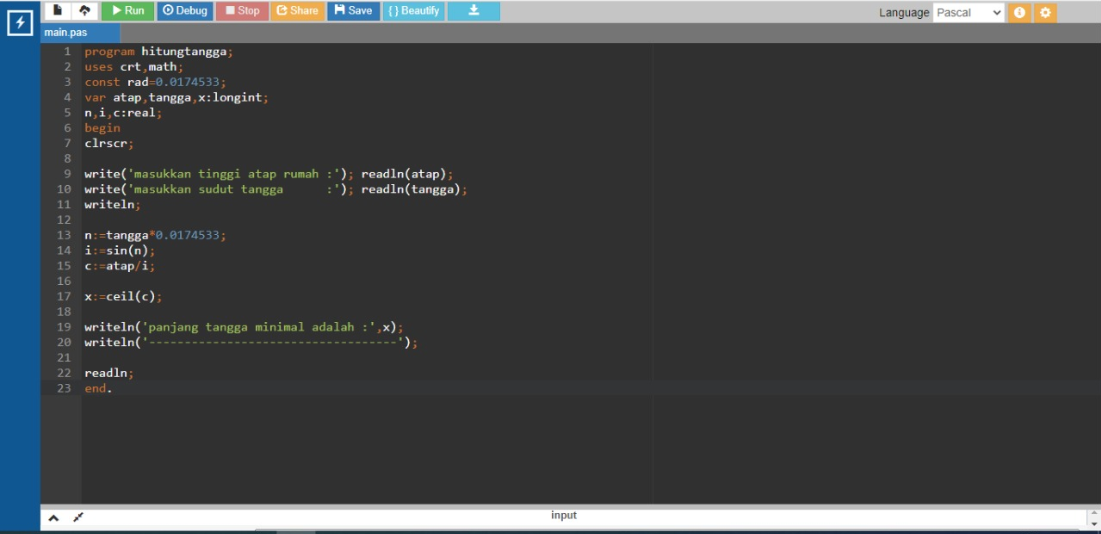 Run Debug Stop Share Save { } Beautify Language Pascal
main.pas
1 program hitungtangga;
2 uses crt,math;
3 const rad=0.0174533;
4 var atap,tangga,x:longint;
5 n,i,c:real;
6 begin
7 clrscr;
8
9 write('masukkan tinggi atap rumah :'); readln(atap);
10 write('masukkan sudut tangga      :'); readln(tangga);
11 writeln;
12
13 n:=tangga*0.0174533;
14 i:=sin(n);
15 c:=atap/i;
16
17 x:=ceil(c);
18
19 writeln('panjang tangga minimal adalah :',x);
20 writeln('-----------------------------------');
21
22 readln;
23 end.
input